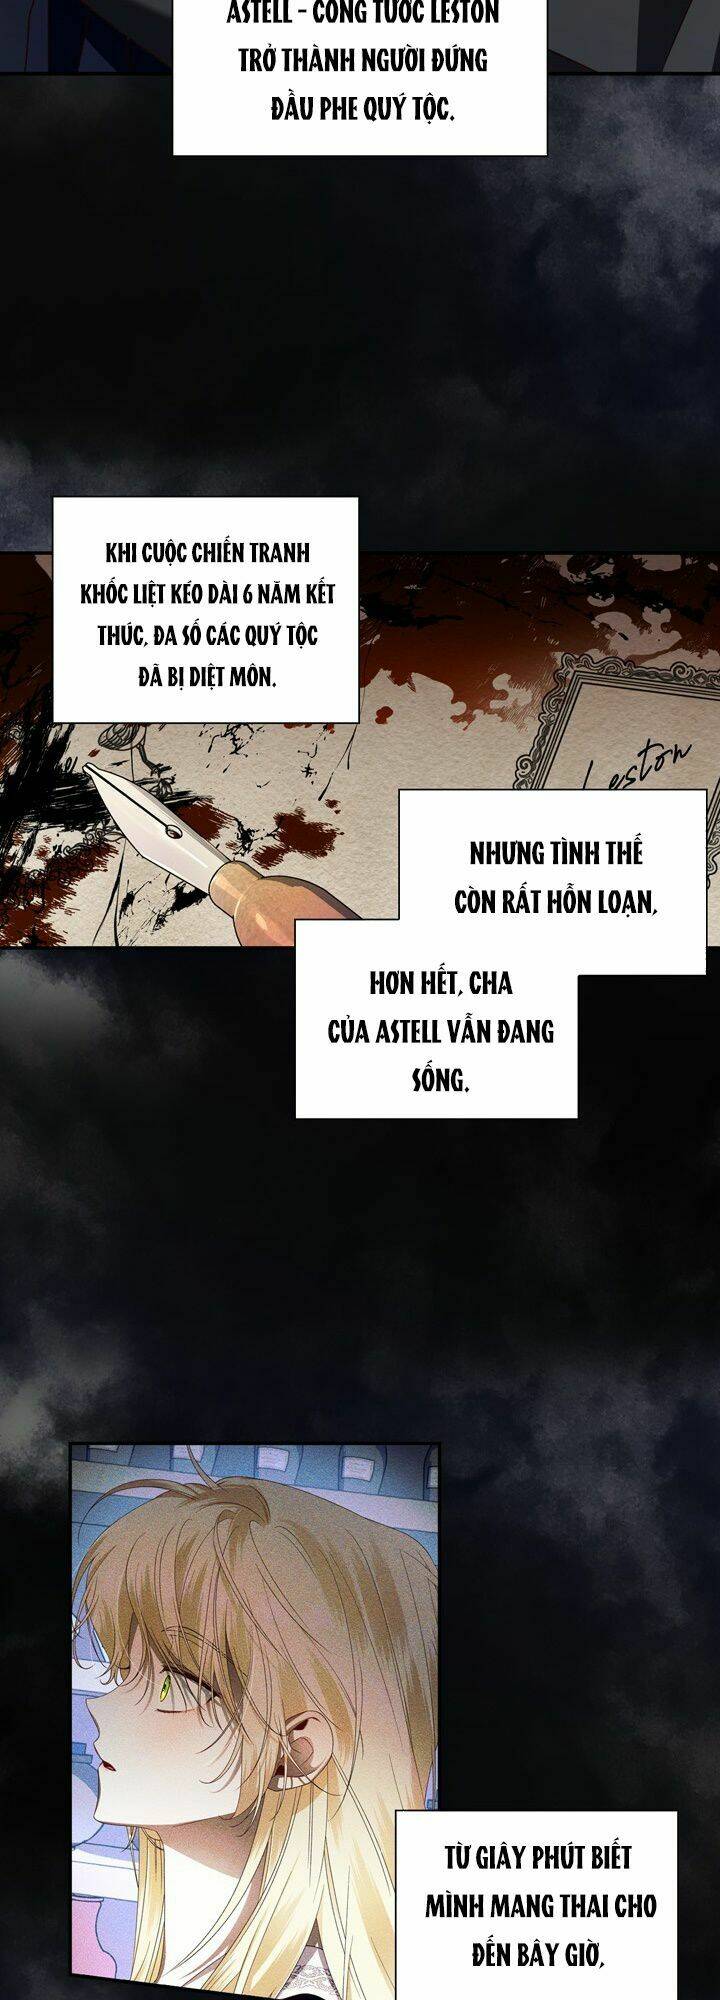 ASTELL - CÔNG TƯỚC LESTON
TRỞ THÀNH NGƯỜI ĐỨNG
ĐẦU PHE QUÝ TỘC.
KHI CUỘC CHIẾN TRANH
KHỐC LIỆT KÉO DÀI 6 NĂM KẾT
THÚC, ĐA SỐ CÁC QUÝ TỘC
ĐÃ BỊ DIỆT MÔN.
Leston
NHƯNG TÌNH THẾ
CÒN RẤT HỖN LOẠN,
HƠN HẾT, CHA
CỦA ASTELL VẪN ĐANG
SỐNG.
TỪ GIÂY PHÚT BIẾT
MÌNH MANG THAI CHO
ĐẾN BÂY GIỜ,